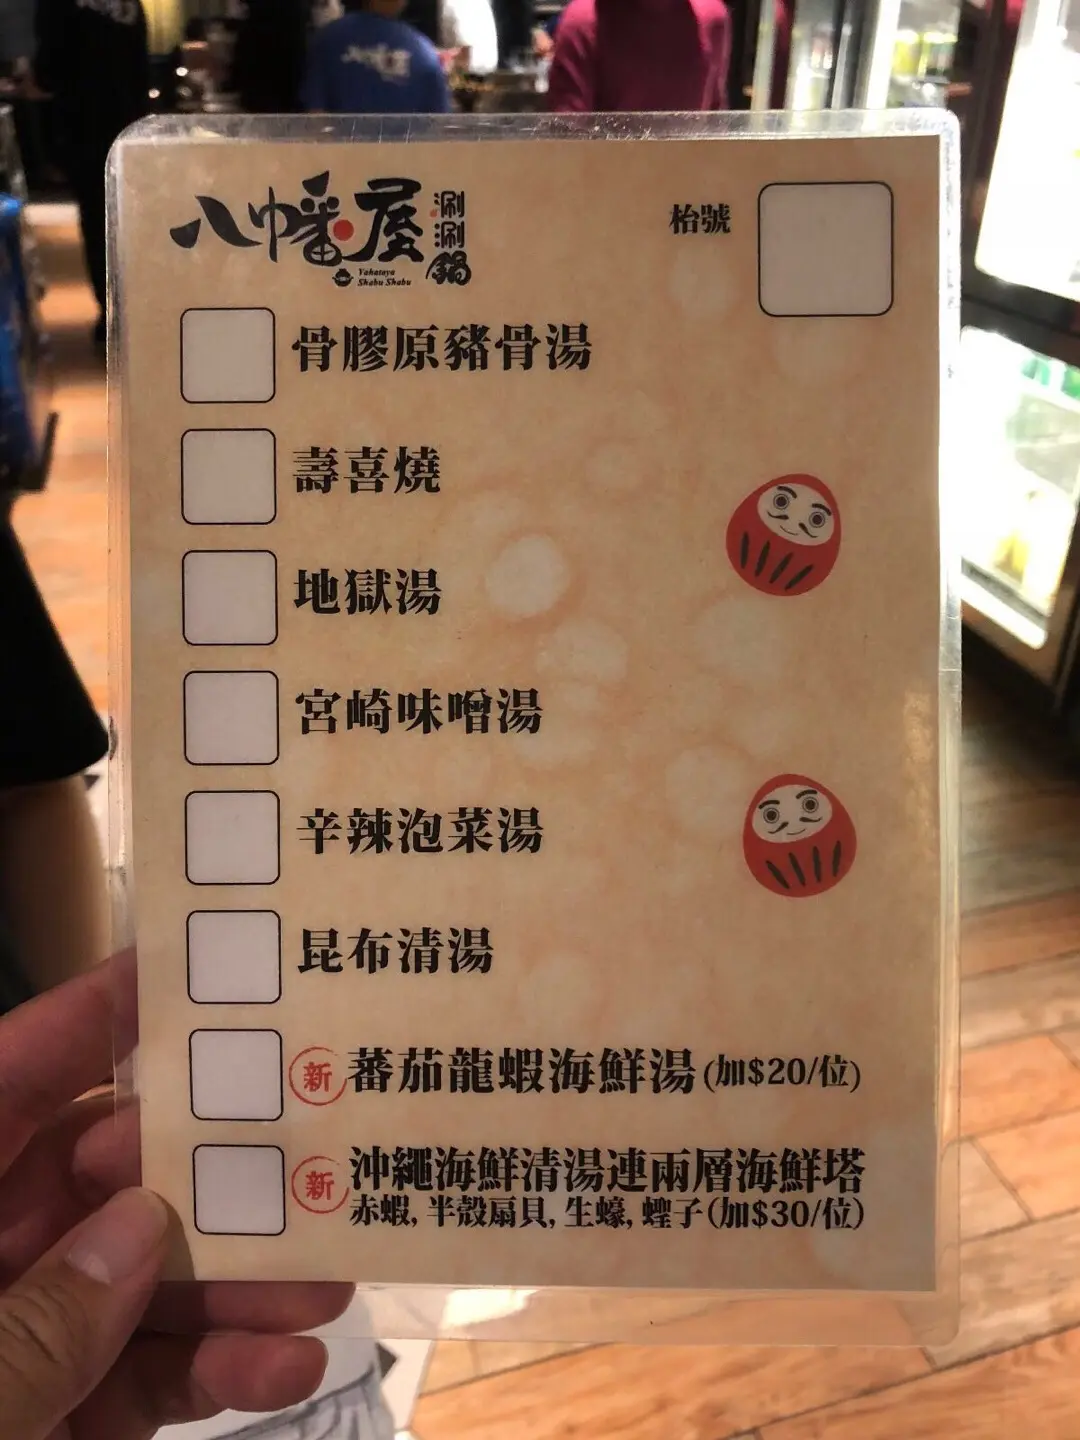 八幡屋 涮涮鍋
Yahataya
Shabu Shabu
枱號
骨膠原豬骨湯
壽喜燒
地獄湯
宮崎味噌湯
辛辣泡菜湯
昆布清湯
新 蕃茄龍蝦海鮮湯(加$20/位)
新 沖繩海鮮清湯連兩層海鮮塔
赤蝦, 半殼扇貝, 生蠔, 蟶子(加$30/位)